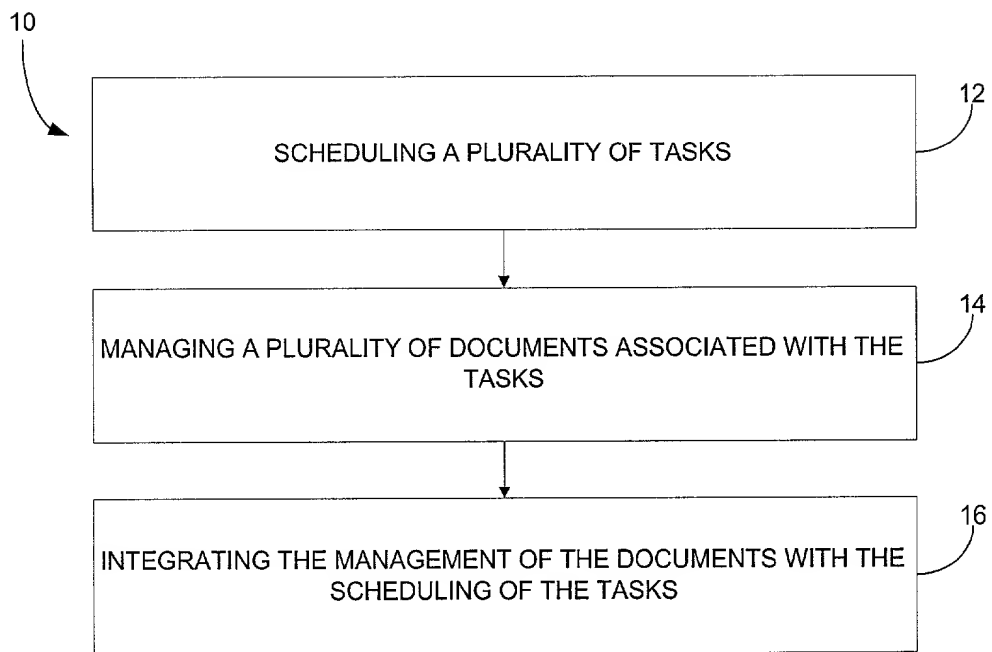 10
12
SCHEDULING A PLURALITY OF TASKS
14
MANAGING A PLURALITY OF DOCUMENTS ASSOCIATED WITH THE
TASKS
16
INTEGRATING THE MANAGEMENT OF THE DOCUMENTS WITH THE
SCHEDULING OF THE TASKS